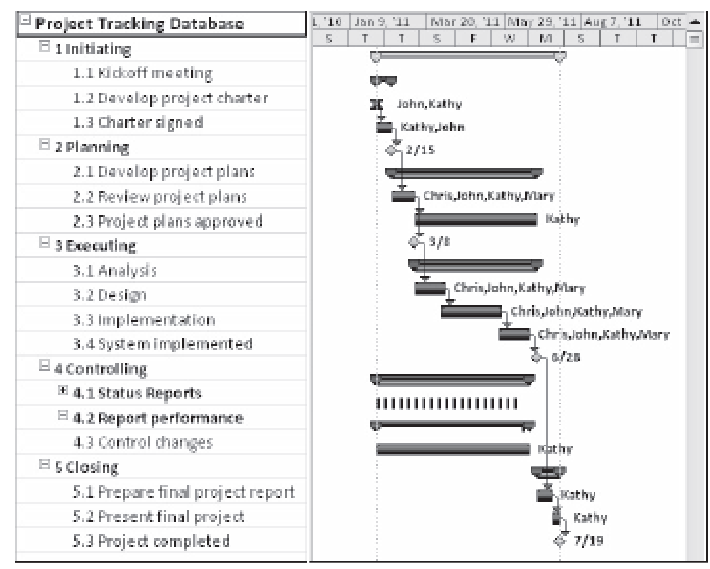 Project Tracking Database
1 Initiating
1.1 Kickoff meeting
1.2 Develop project charter
1.3 Charter signed
2 Planning
2.1 Develop project plans
2.2 Review project plans
2.3 Project plans approved
3 Executing
3.1 Analysis
3.2 Design
3.3 Implementation
3.4 System implemented
4 Controlling
4.1 Status Reports
4.2 Report performance
4.3 Control changes
5 Closing
5.1 Prepare final project report
5.2 Present final project
5.3 Project completed
'10 Jan 9, '11 Mar 20, '11 May 29, '11 Aug 7, '11 Oct
S T T S F W M S T T
John,Kathy
Kathy,John
2/15
Chris,John,Kathy,Mary
Kathy
3/8
Chris,John,Kathy,Mary
Chris,John,Kathy,Mary
Chris,John,Kathy,Mary
6/28
Kathy
Kathy
Kathy
7/19